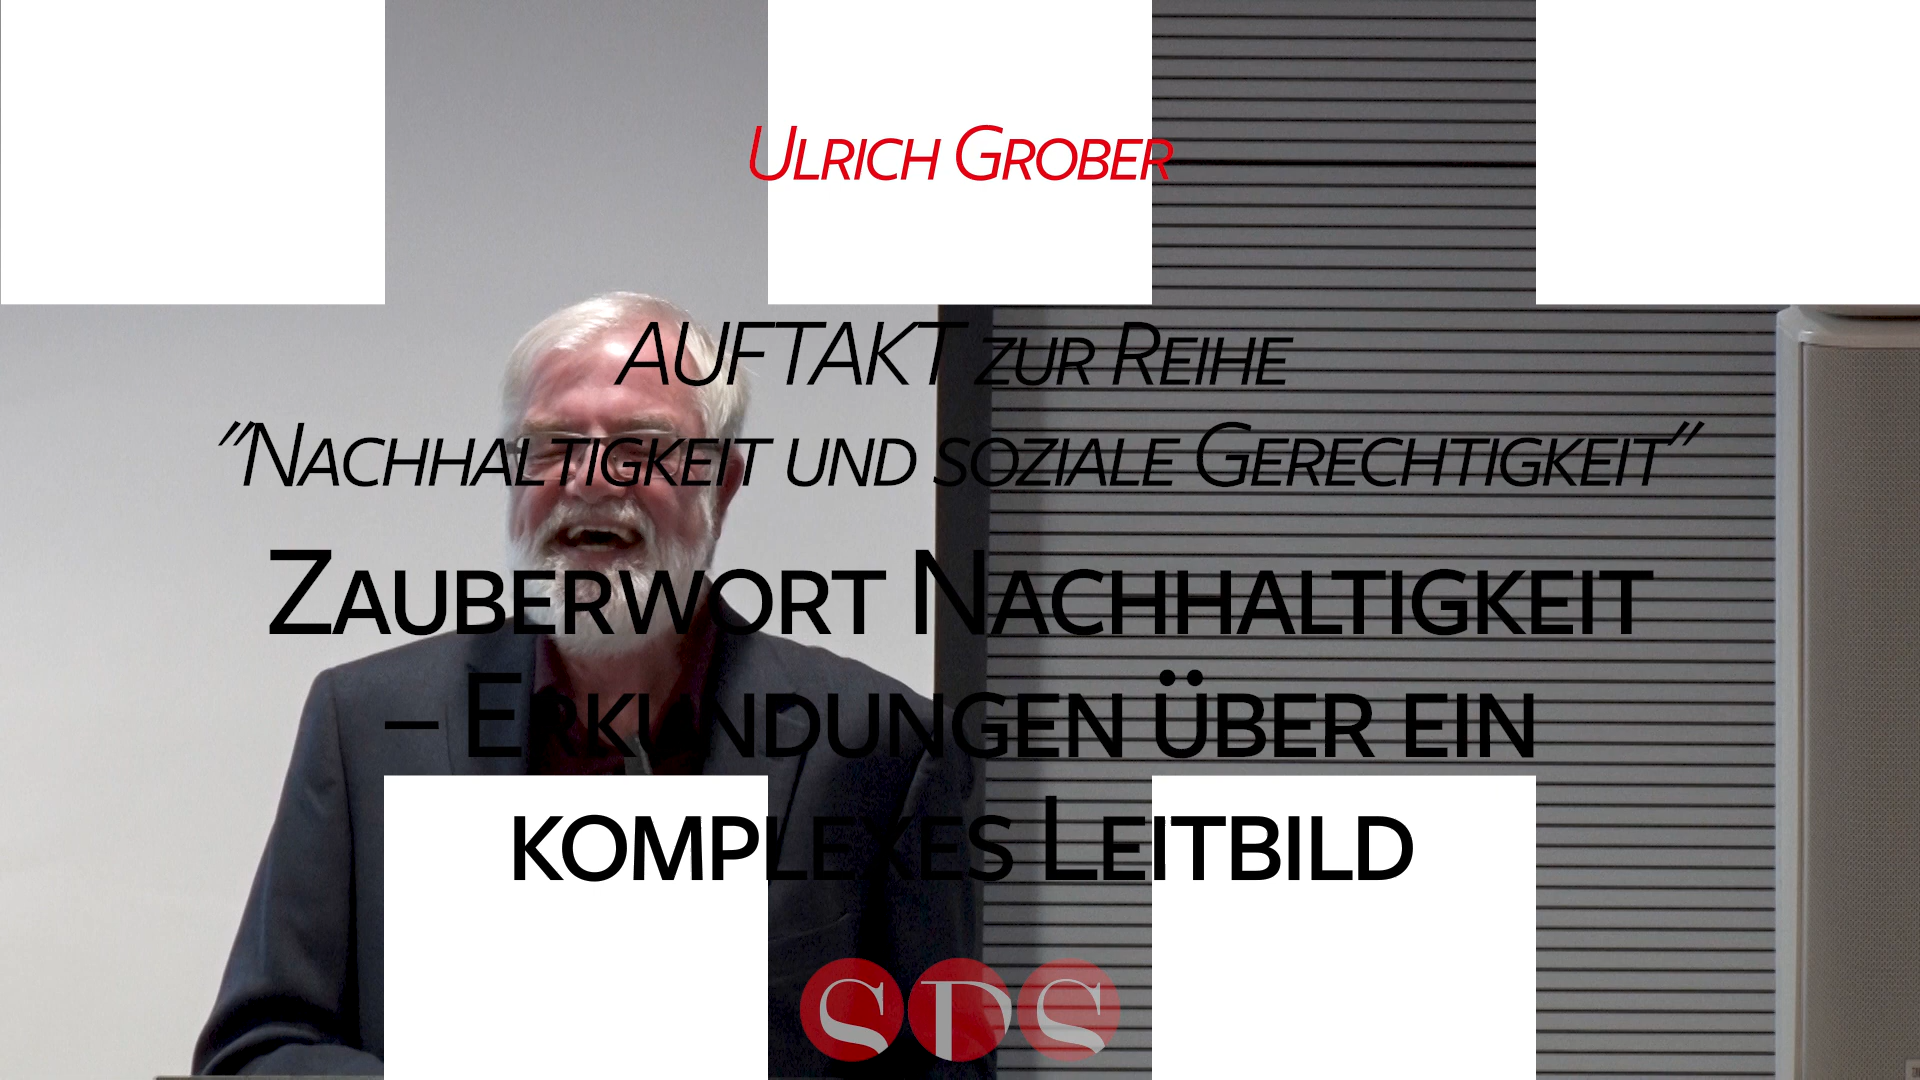 Ulrich Grober
AUFTAKT zur Reihe
"Nachhaltigkeit und soziale Gerechtigkeit"
Zauberwort Nachhaltigkeit
– Erkundungen über ein
komplexes Leitbild
SDS